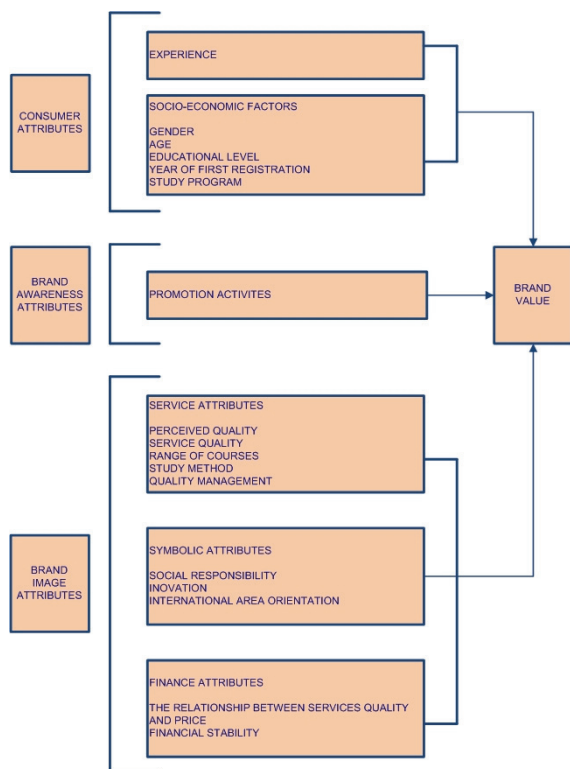 CONSUMER
ATTRIBUTES
EXPERIENCE
SOCIO-ECONOMIC FACTORS
GENDER
AGE
EDUCATIONAL LEVEL
YEAR OF FIRST REGISTRATION
STUDY PROGRAM
BRAND
AWARENESS
ATTRIBUTES
PROMOTION ACTIVITES
BRAND
VALUE
BRAND
IMAGE
ATTRIBUTES
SERVICE ATTRIBUTES
PERCEIVED QUALITY
SERVICE QUALITY
RANGE OF COURSES
STUDY METHOD
QUALITY MANAGEMENT
SYMBOLIC ATTRIBUTES
SOCIAL RESPONSIBILITY
INOVATION
INTERNATIONAL AREA ORIENTATION
FINANCE ATTRIBUTES
THE RELATIONSHIP BETWEEN SERVICES QUALITY
AND PRICE
FINANCIAL STABILITY